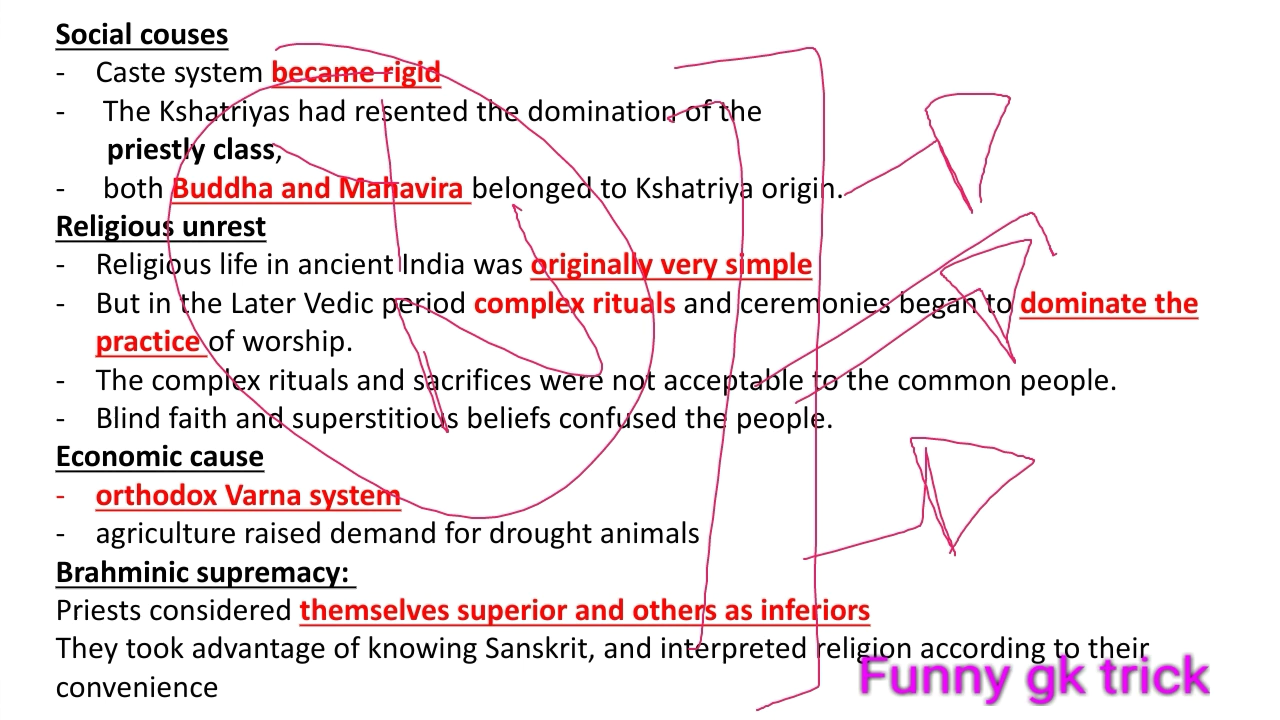 Social couses
- Caste system became rigid
- The Kshatriyas had resented the domination of the
priestly class,
- both Buddha and Mahavira belonged to Kshatriya origin.
Religious unrest
- Religious life in ancient India was originally very simple
- But in the Later Vedic period complex rituals and ceremonies began to dominate the
practice of worship.
- The complex rituals and sacrifices were not acceptable to the common people.
- Blind faith and superstitious beliefs confused the people.
Economic cause
- orthodox Varna system
- agriculture raised demand for drought animals
Brahminic supremacy:
Priests considered themselves superior and others as inferiors
They took advantage of knowing Sanskrit, and interpreted religion according to their
convenience
Funny gk trick